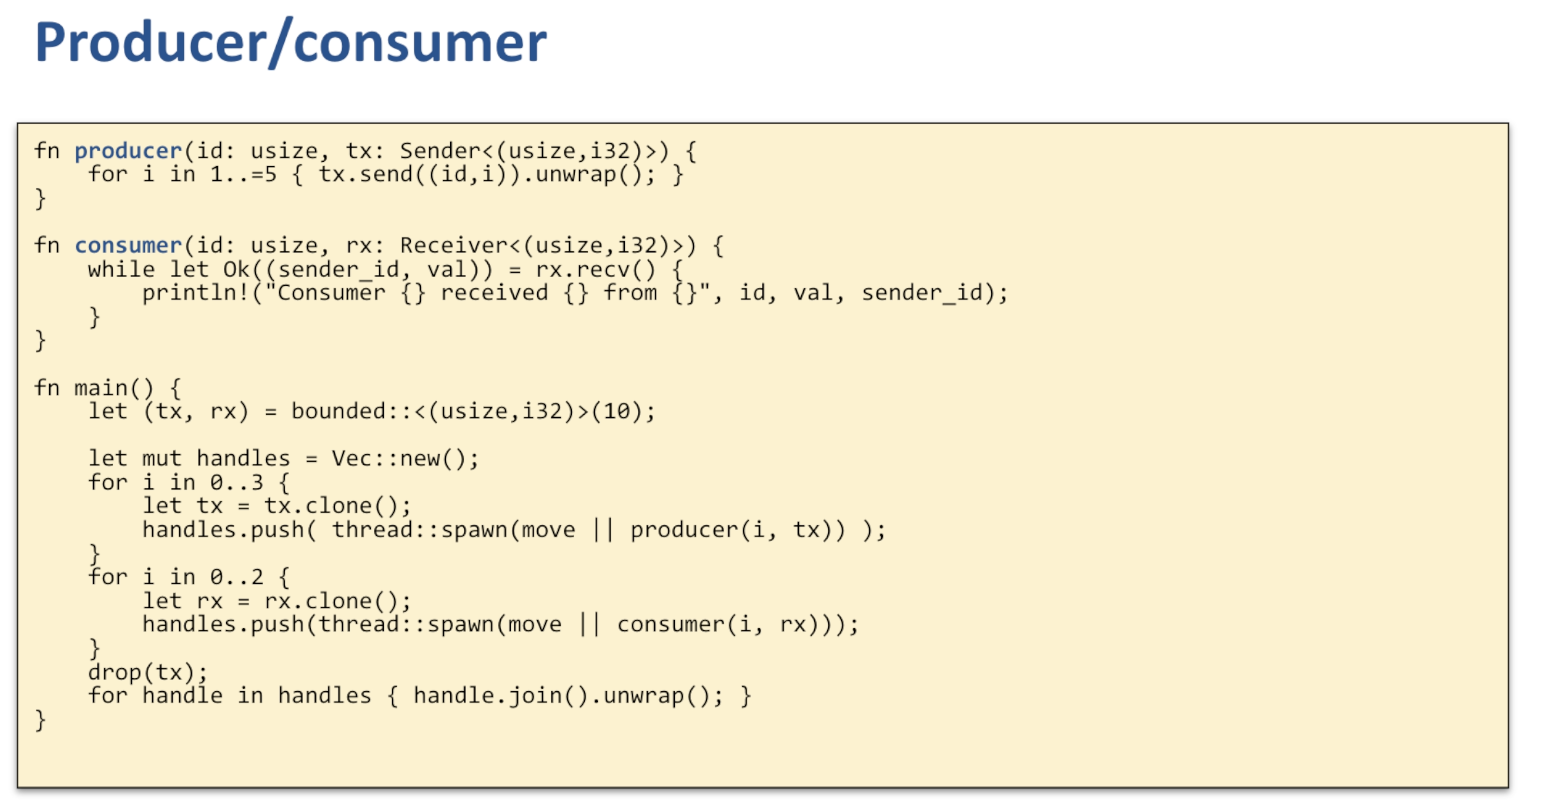 Producer/consumer
fn producer(id: usize, tx: Sender<(usize,i32)>) {
    for i in 1..=5 { tx.send((id,i)).unwrap(); }
}
fn consumer(id: usize, rx: Receiver<(usize,i32)>) {
    while let Ok((sender_id, val)) = rx.recv() {
        println!("Consumer {} received {} from {}", id, val, sender_id);
    }
}
fn main() {
    let (tx, rx) = bounded::<(usize,i32)>(10);
    let mut handles = Vec::new();
    for i in 0..3 {
        let tx = tx.clone();
        handles.push( thread::spawn(move || producer(i, tx)) );
    }
    for i in 0..2 {
        let rx = rx.clone();
        handles.push(thread::spawn(move || consumer(i, rx)));
    }
    drop(tx);
    for handle in handles { handle.join().unwrap(); }
}